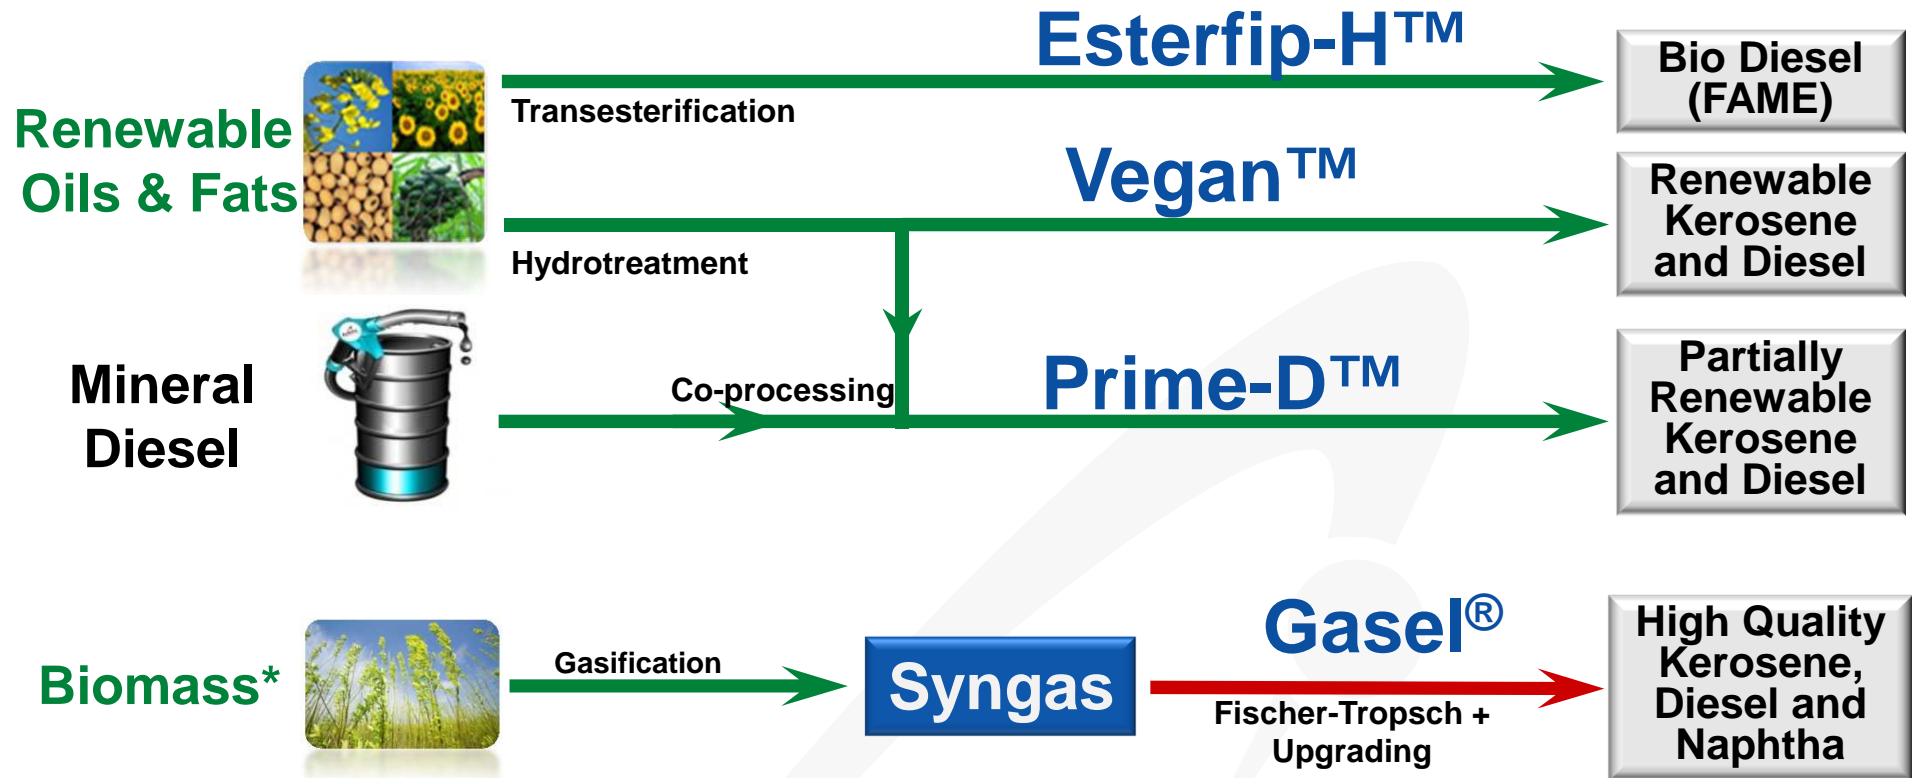 Esterfip-H™
Bio Diesel
(FAME)
Renewable
Oils & Fats
Transesterification
Vegan™
Renewable
Kerosene
and Diesel
Hydrotreatment
Mineral
Diesel
Co-processing
Prime-D™
Partially
Renewable
Kerosene
and Diesel
Biomass*
Gasification
Syngas
Gasel®
Fischer-Tropsch +
Upgrading
High Quality
Kerosene,
Diesel and
Naphtha